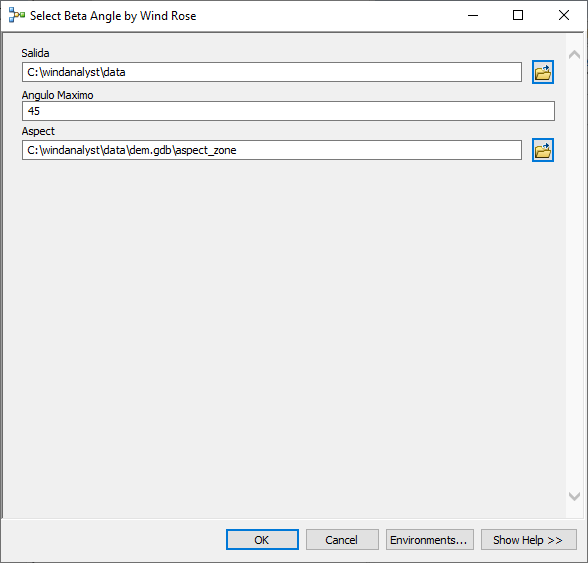 Select Beta Angle by Wind Rose
Salida
C:\windanalyst\data
Angulo Maximo
45
Aspect
C:\windanalyst\data\dem.gdb\aspect_zone
OK
Cancel
Environments...
Show Help >>